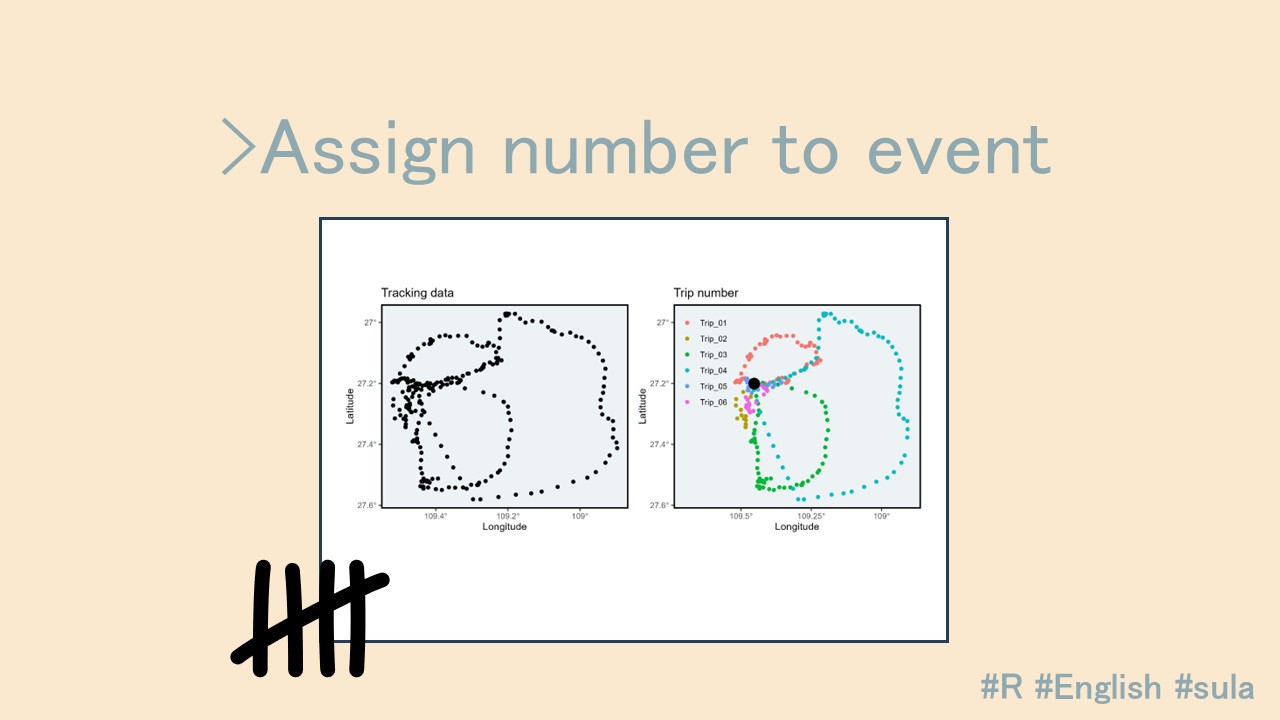 >Assign number to event
Tracking data
27°
27.2°
27.4°
27.6°
Latitude
109.4°
109.2°
109°
Longitude
Trip number
Trip_01
Trip_02
Trip_03
Trip_04
Trip_05
Trip_06
27°
27.2°
27.4°
27.6°
Latitude
109.5°
109.25°
109°
Longitude
#R #English #sula